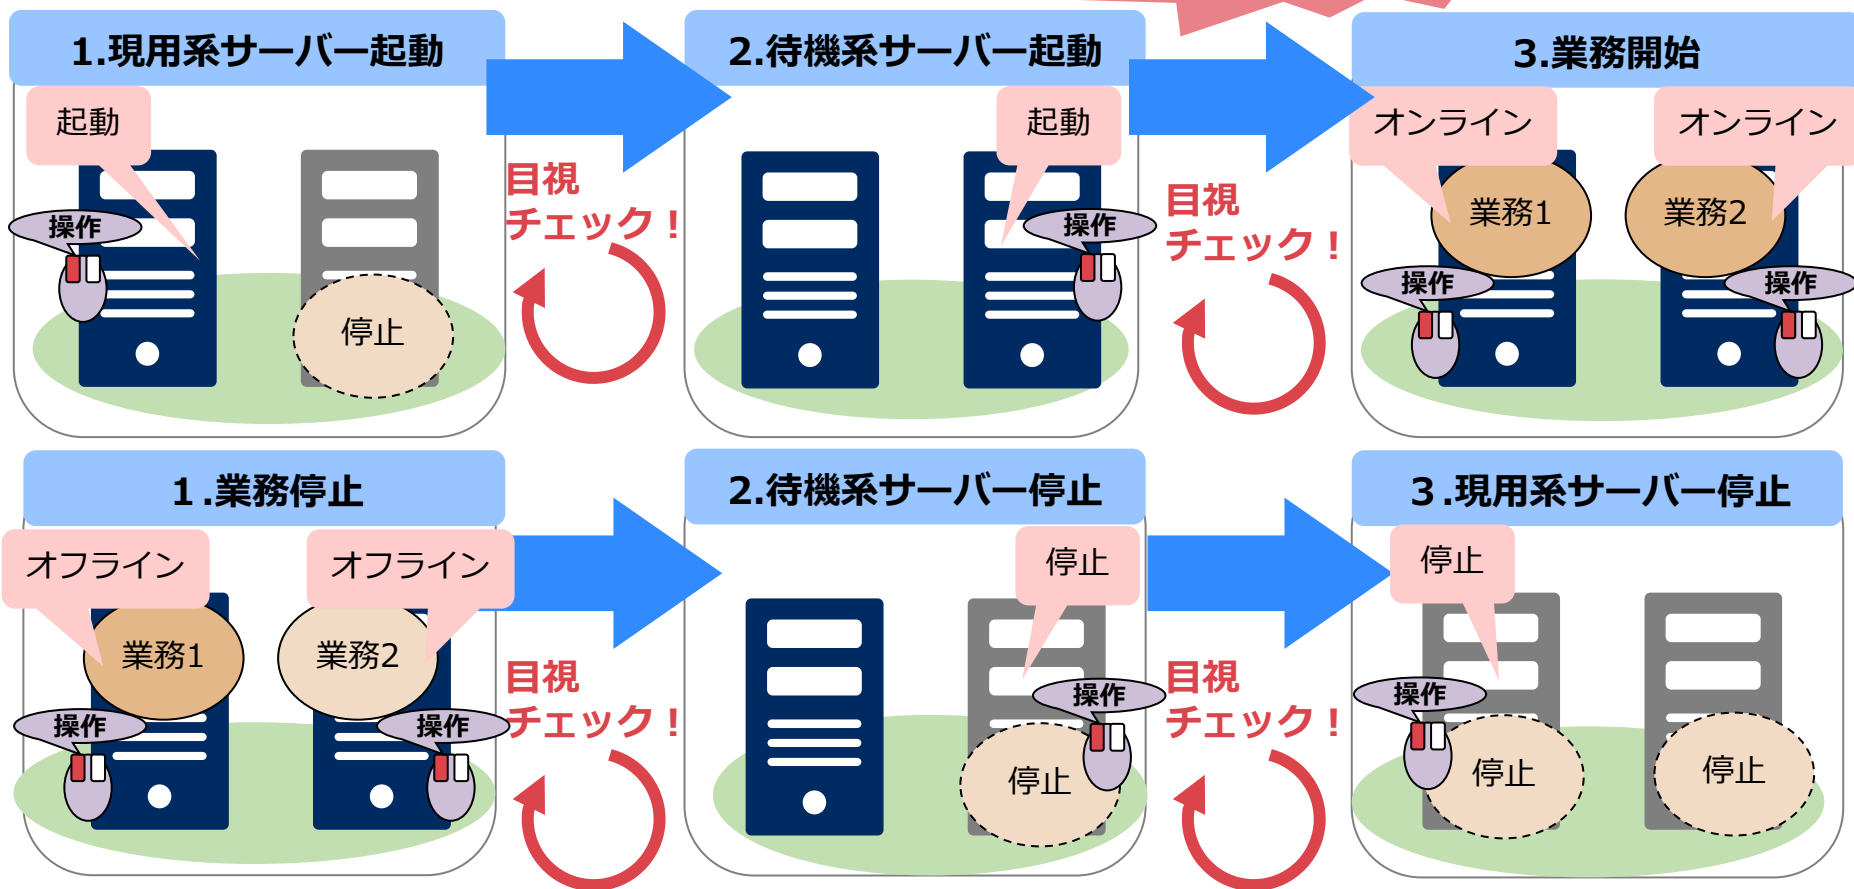 1.現用系サーバー起動
2.待機系サーバー起動
3.業務開始
起動
起動
オンライン
オンライン
目視
チェック！
目視
チェック！
業務1
業務2
操作
操作
操作
操作
停止
1.業務停止
2.待機系サーバー停止
3.現用系サーバー停止
オフライン
オフライン
停止
停止
業務1
業務2
目視
チェック！
目視
チェック！
操作
操作
操作
操作
停止
停止
停止